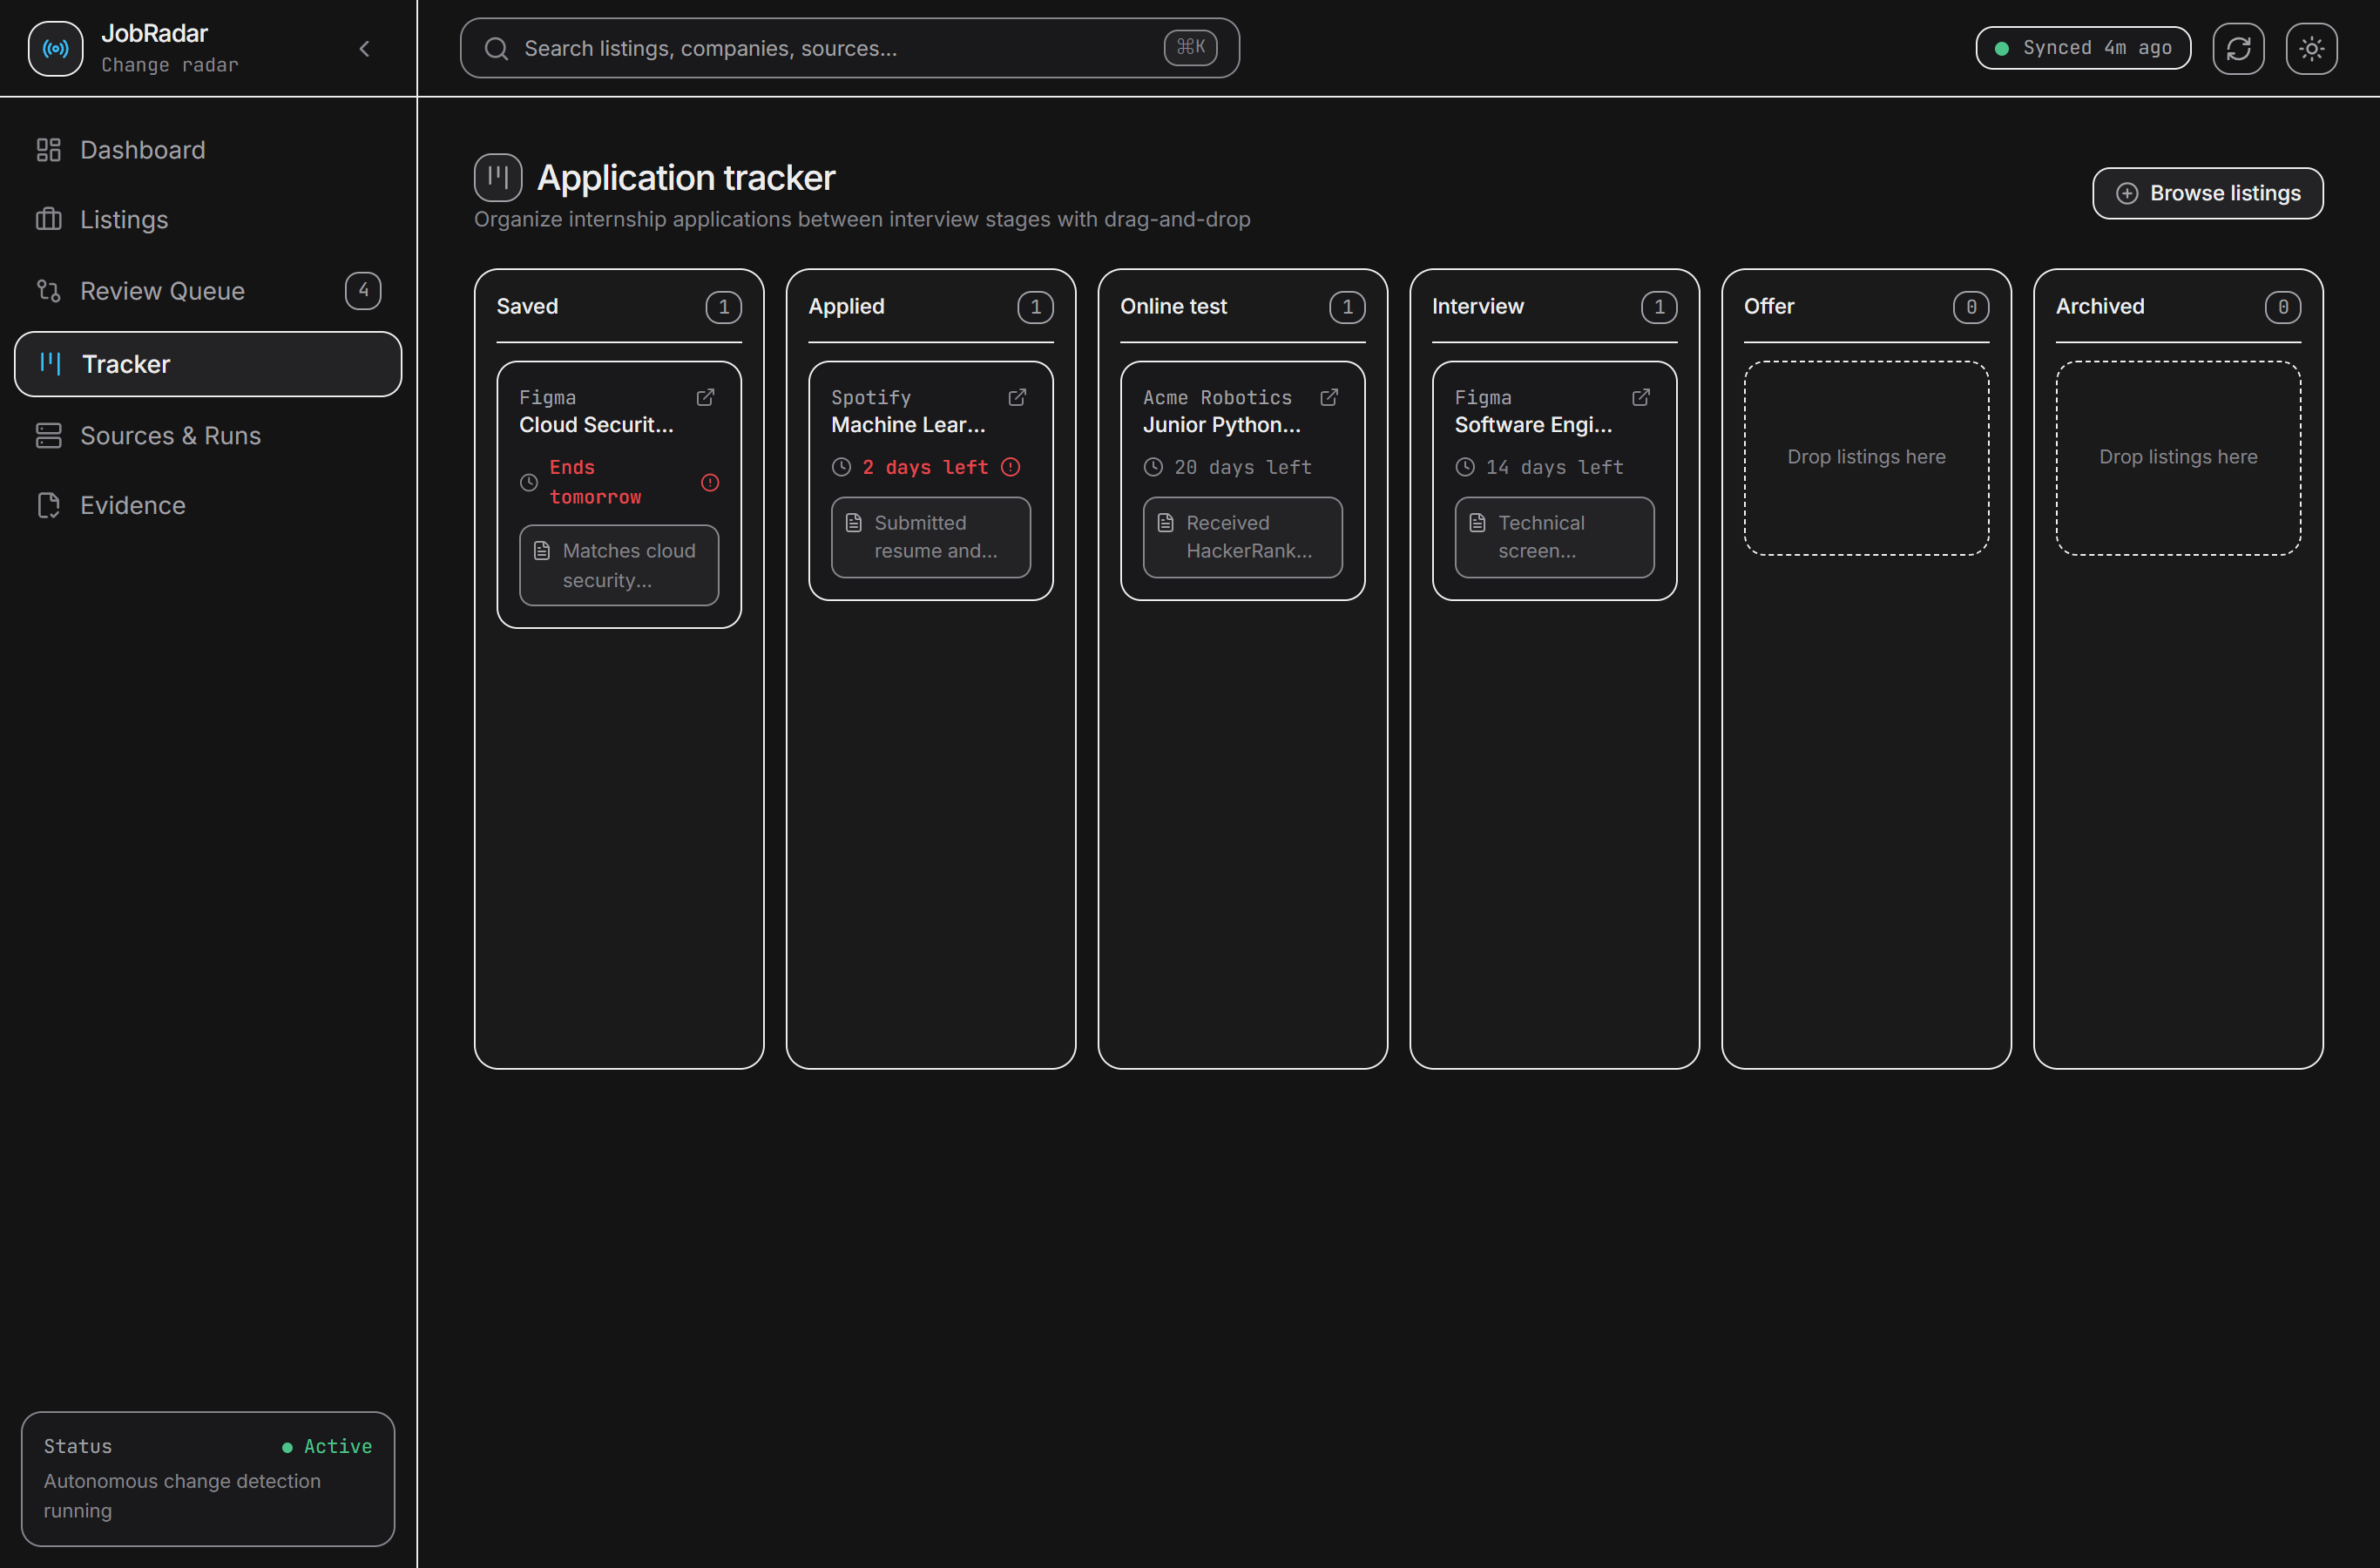 JobRadar
Change radar
Search listings, companies, sources...
⌘K
Synced 4m ago
Dashboard
Listings
Review Queue
4
Tracker
Sources & Runs
Evidence
Application tracker
Organize internship applications between interview stages with drag-and-drop
Browse listings
Saved
1
Figma
Cloud Securit...
Ends
tomorrow
Matches cloud
security...
Applied
1
Spotify
Machine Lear...
2 days left
Submitted
resume and...
Online test
1
Acme Robotics
Junior Python...
20 days left
Received
HackerRank...
Interview
1
Figma
Software Engi...
14 days left
Technical
screen...
Offer
0
Drop listings here
Archived
0
Drop listings here
Status
Active
Autonomous change detection
running